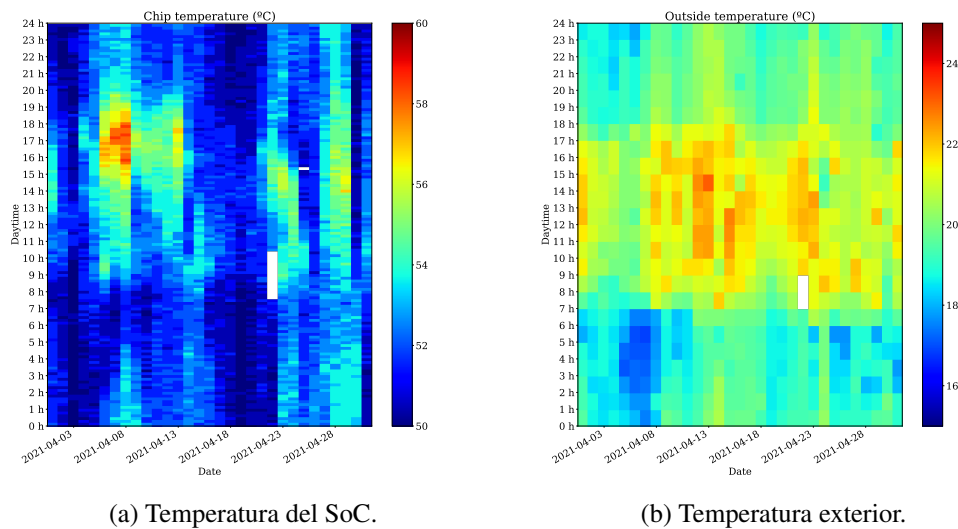 Chip temperature (ºC)
24 h
23 h
22 h
21 h
20 h
19 h
18 h
17 h
16 h
15 h
14 h
13 h
12 h
11 h
10 h
9 h
8 h
7 h
6 h
5 h
4 h
3 h
2 h
1 h
0 h
Daytime
2021-04-03
2021-04-08
2021-04-13
2021-04-18
2021-04-23
2021-04-28
Date
60
58
56
54
52
50
(a) Temperatura del SoC.
Outside temperature (ºC)
24 h
23 h
22 h
21 h
20 h
19 h
18 h
17 h
16 h
15 h
14 h
13 h
12 h
11 h
10 h
9 h
8 h
7 h
6 h
5 h
4 h
3 h
2 h
1 h
0 h
Daytime
2021-04-03
2021-04-08
2021-04-13
2021-04-18
2021-04-23
2021-04-28
Date
24
22
20
18
16
(b) Temperatura exterior.